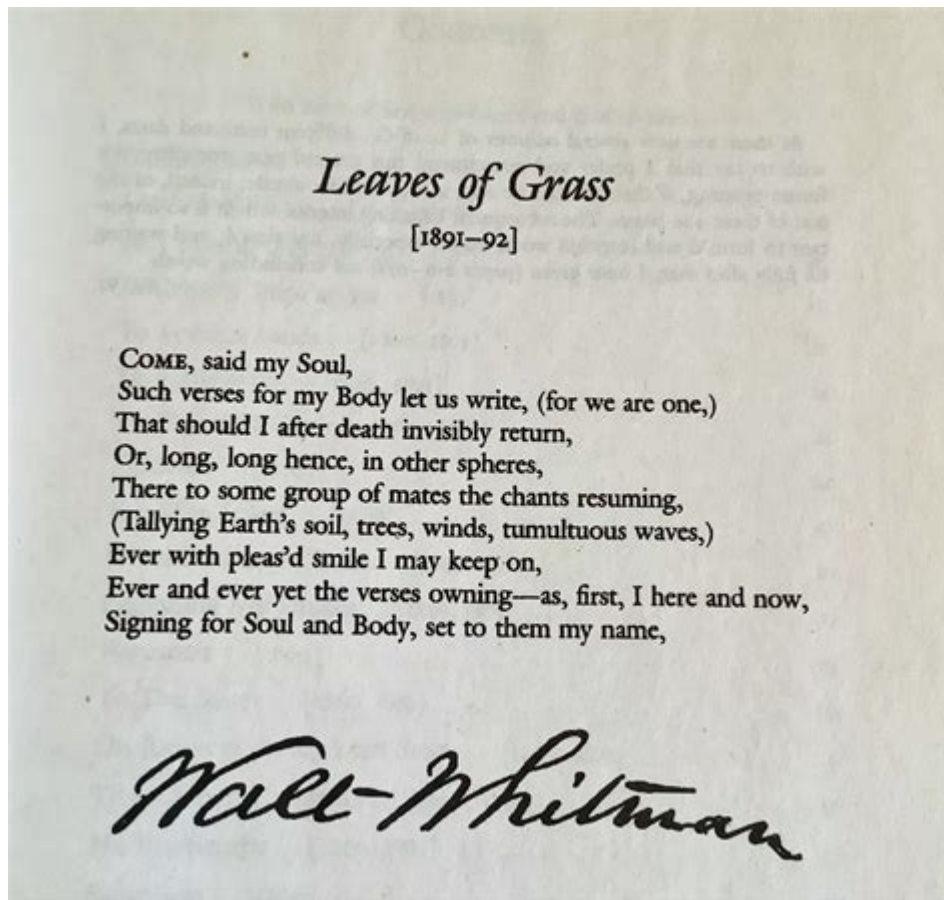 Leaves of Grass
[1891–92]
COME, said my Soul,
Such verses for my Body let us write, (for we are one,)
That should I after death invisibly return,
Or, long, long hence, in other spheres,
There to some group of mates the chants resuming,
(Tallying Earth's soil, trees, winds, tumultuous waves,)
Ever with pleas'd smile I may keep on,
Ever and ever yet the verses owning—as, first, I here and now,
Signing for Soul and Body, set to them my name,
Walt Whitman